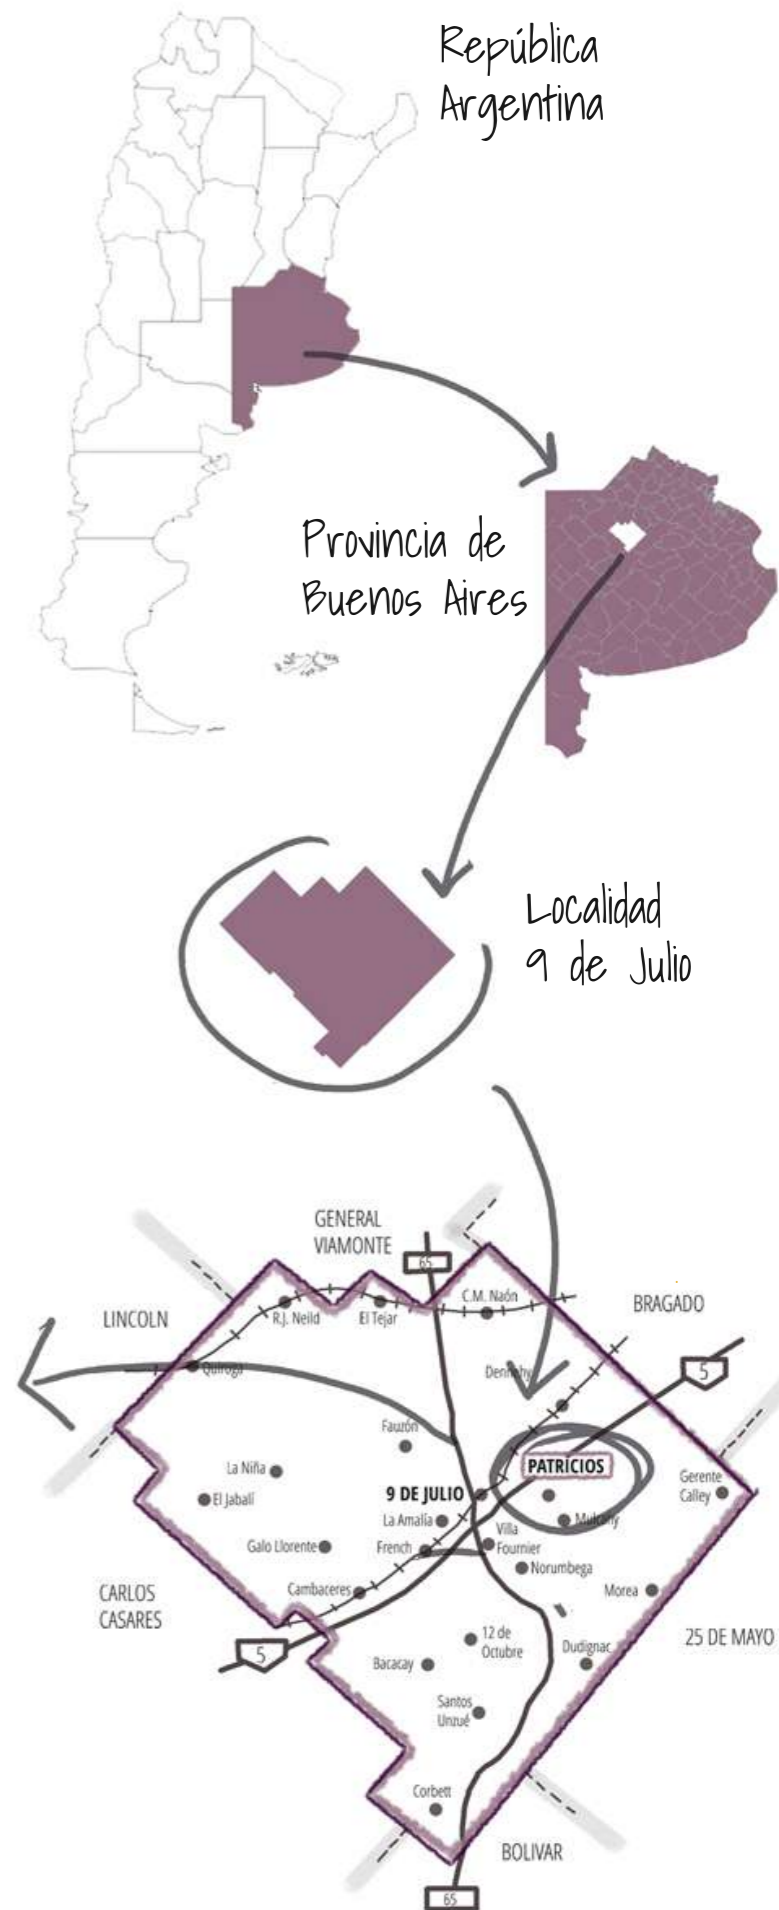 República
Argentina
Provincia de
Buenos Aires
Localidad
9 de Julio
GENERAL
VIAMONTE
65
LINCOLN
R.J. Neild
El Tejar
C.M. Naón
BRAGADO
Quiroga
Dennehy
5
Fauzón
La Niña
El Jabalí
9 DE JULIO
PATRICIOS
Gerente
Calley
La Amalía
Mulcahy
Galo Llorente
French
Villa
Fournier
Norumbega
CARLOS
CASARES
Cambaceres
Morea
5
12 de
Octubre
Dudignac
25 DE MAYO
Bacacay
Santos
Unzué
Corbett
BOLIVAR
65